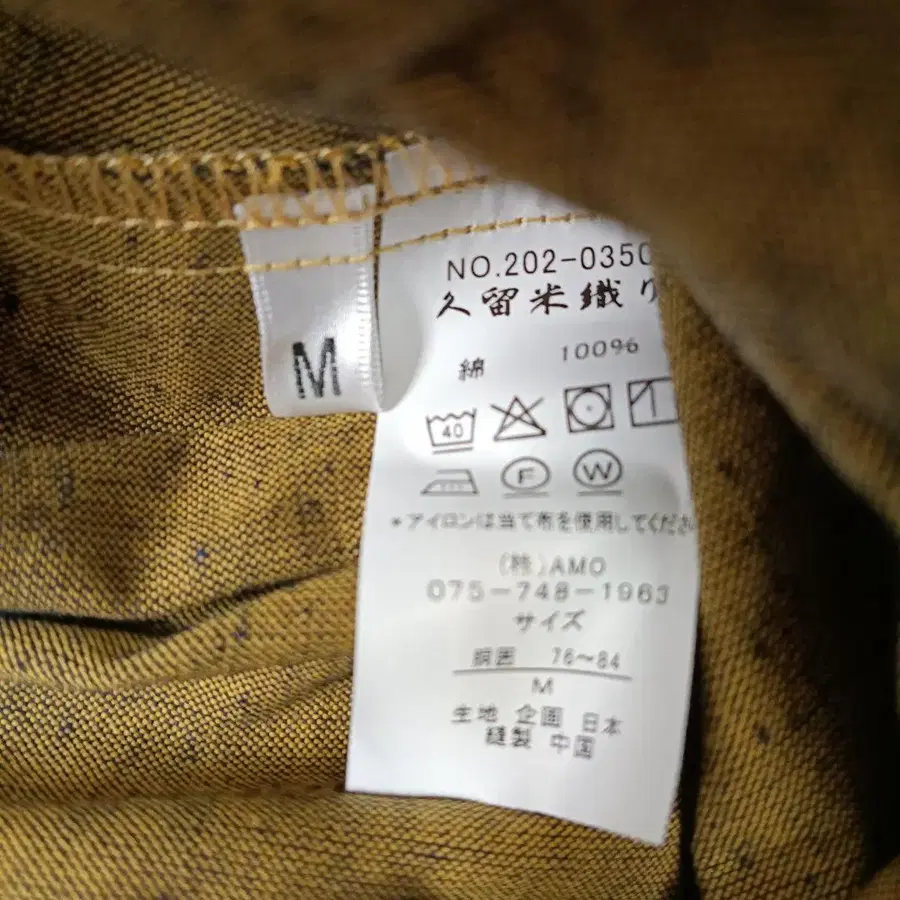 M
NO.202-0350
久留米織り
綿 10096
40
F W
*アイロンは当て布を使用してください
(株)AMO
075-748-1963
サイズ
胴囲 76~84
M
生地 企画 日本
縫製 中国